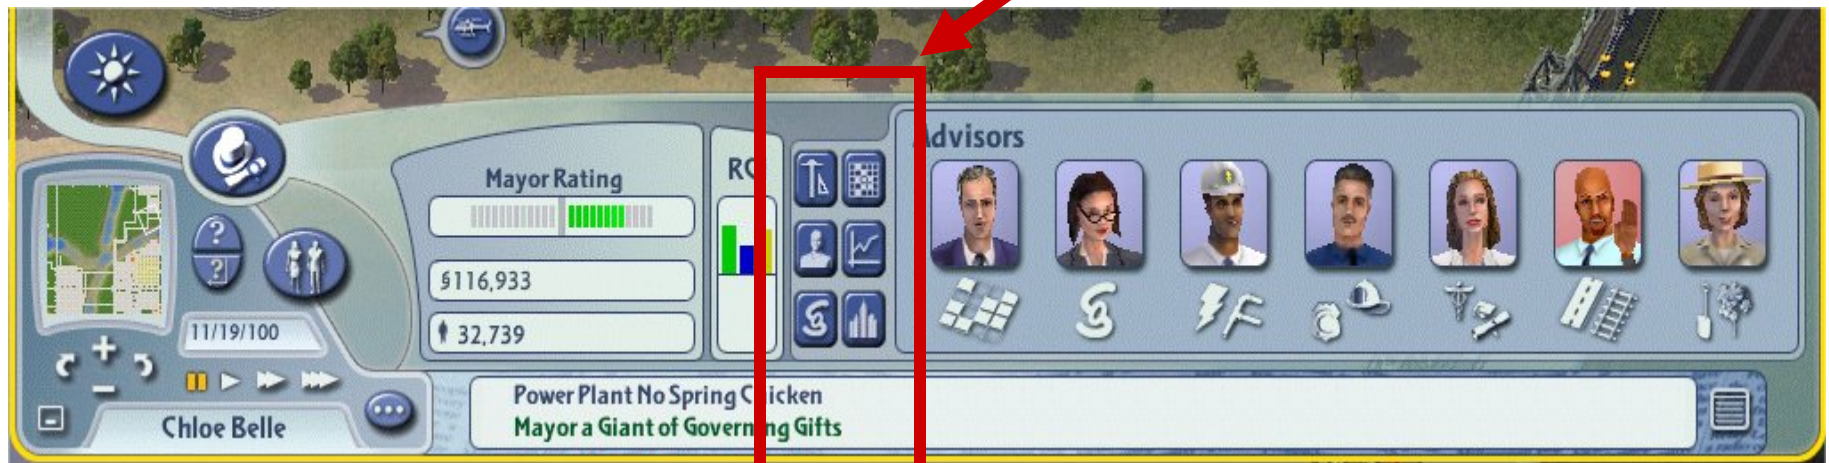 Advisors
Mayor Rating
RC
§116,933
32,739
?
?
11/19/100
Chloe Belle
Power Plant No Spring Chicken
Mayor a Giant of Governing Gifts